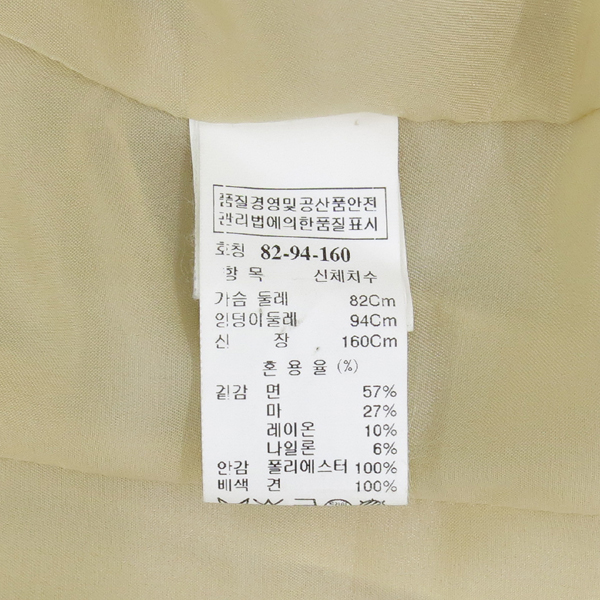 품질경영및공산품안전
관리법에의한품질표시
호칭 82-94-160
항 목 신체치수
가슴 둘레 82Cm
엉덩이둘레 94Cm
신 장 160Cm
혼 용 율 (%)
겉감 면 57%
마 27%
레이온 10%
나일론 6%
안감 폴리에스터 100%
배색 견 100%